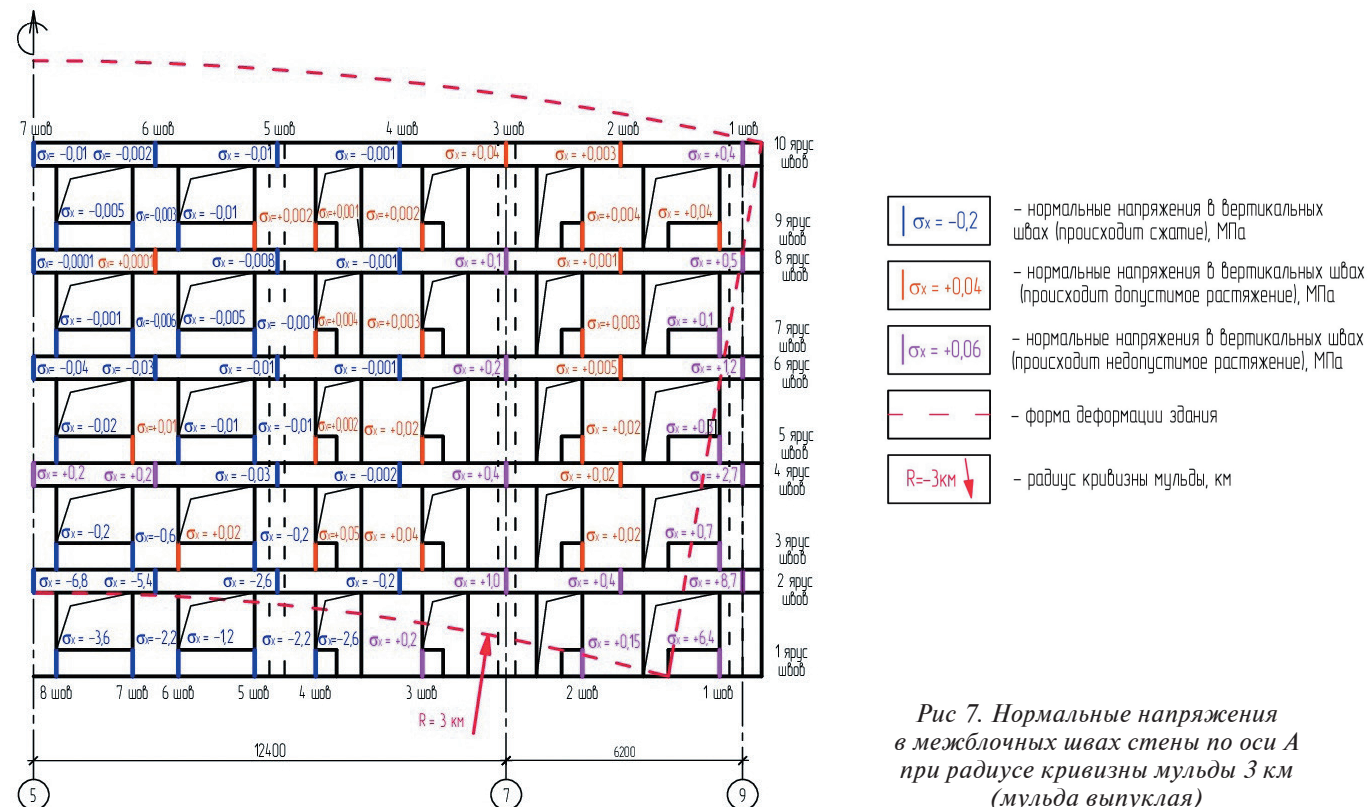 7 шов 6 шов 5 шов 4 шов 3 шов 2 шов 1 шов
σx= -0,01 σx= -0,002 σx = -0,01 σx = -0,001 σx = +0,04 σx = +0,003 σx = +0,4
10 ярус
швов
σx = -0,005 σx=-0,003 σx = -0,01 σx=+0,002 σx=+0,001 σx = +0,002 σx=+0,004 σx = +0,04
9 ярус
швов
σx = -0,0001 σx = +0,0001 σx = -0,008 σx = -0,001 σx = +0,1 σx = +0,001 σx = +0,5
8 ярус
швов
σx = -0,001 σx=-0,006 σx = -0,005 σx = -0,001 σx=+0,004 σx = +0,003 σx = +0,003 σx = +0,1
7 ярус
швов
σx = -0,04 σx = -0,03 σx = -0,01 σx = -0,001 σx = +0,2 σx = +0,005 σx = +1,2
6 ярус
швов
σx = -0,02 σx=+0,01 σx = -0,01 σx = -0,01 σx=+0,002 σx = +0,02 σx = +0,02
5 ярус
швов
σx = +0,2 σx = +0,2 σx = -0,03 σx = -0,002 σx = +0,4 σx = +0,02 σx = +2,7
4 ярус
швов
σx = -0,2 σx=-0,6 σx = +0,02 σx = -0,2 σx=+0,05 σx = +0,04 σx = +0,02 σx = +0,7
3 ярус
швов
σx = -6,8 σx = -5,4 σx = -2,6 σx = -0,2 σx = +1,0 σx = +0,4 σx = +8,7
2 ярус
швов
σx = -3,6 σx=-2,2 σx = -1,2 σx = -2,2 σx=-2,6 σx = +0,2 σx = +0,15 σx = +6,4
1 ярус
швов
8 шов 7 шов 6 шов 5 шов 4 шов 3 шов 2 шов 1 шов
R = 3 км
12400 6200
5 7 9
σx = -0,2
– нормальные напряжения в вертикальных
швах (происходит сжатие), МПа
σx = +0,04
– нормальные напряжения в вертикальных швах
(происходит допустимое растяжение), МПа
σx = +0,06
– нормальные напряжения в вертикальных швах
(происходит недопустимое растяжение), МПа
– форма деформации здания
R=-3км
– радиус кривизны мульды, км
Рис 7. Нормальные напряжения
в межблочных швах стены по оси А
при радиусе кривизны мульды 3 км
(мульда выпуклая)